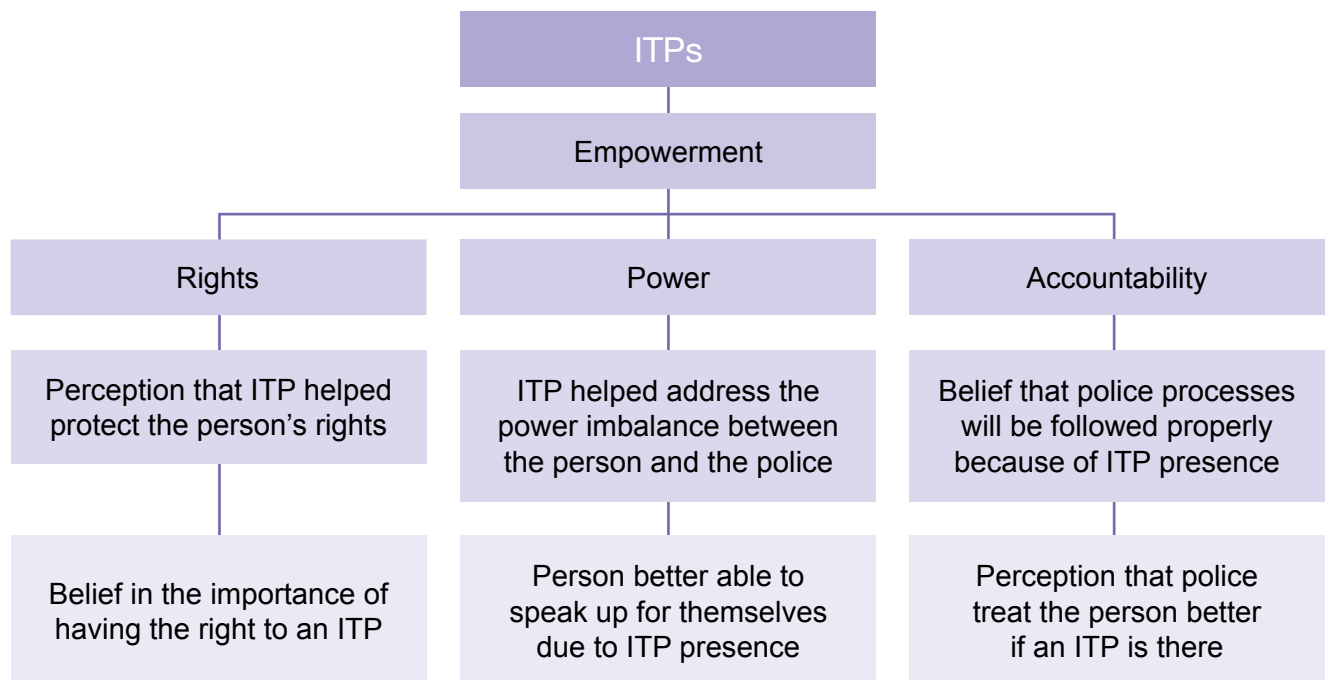 ITPs
Empowerment
Rights
Power
Accountability
Perception that ITP helped
protect the person’s rights
ITP helped address the
power imbalance between
the person and the police
Belief that police processes
will be followed properly
because of ITP presence
Belief in the importance of
having the right to an ITP
Person better able to
speak up for themselves
due to ITP presence
Perception that police
treat the person better
if an ITP is there